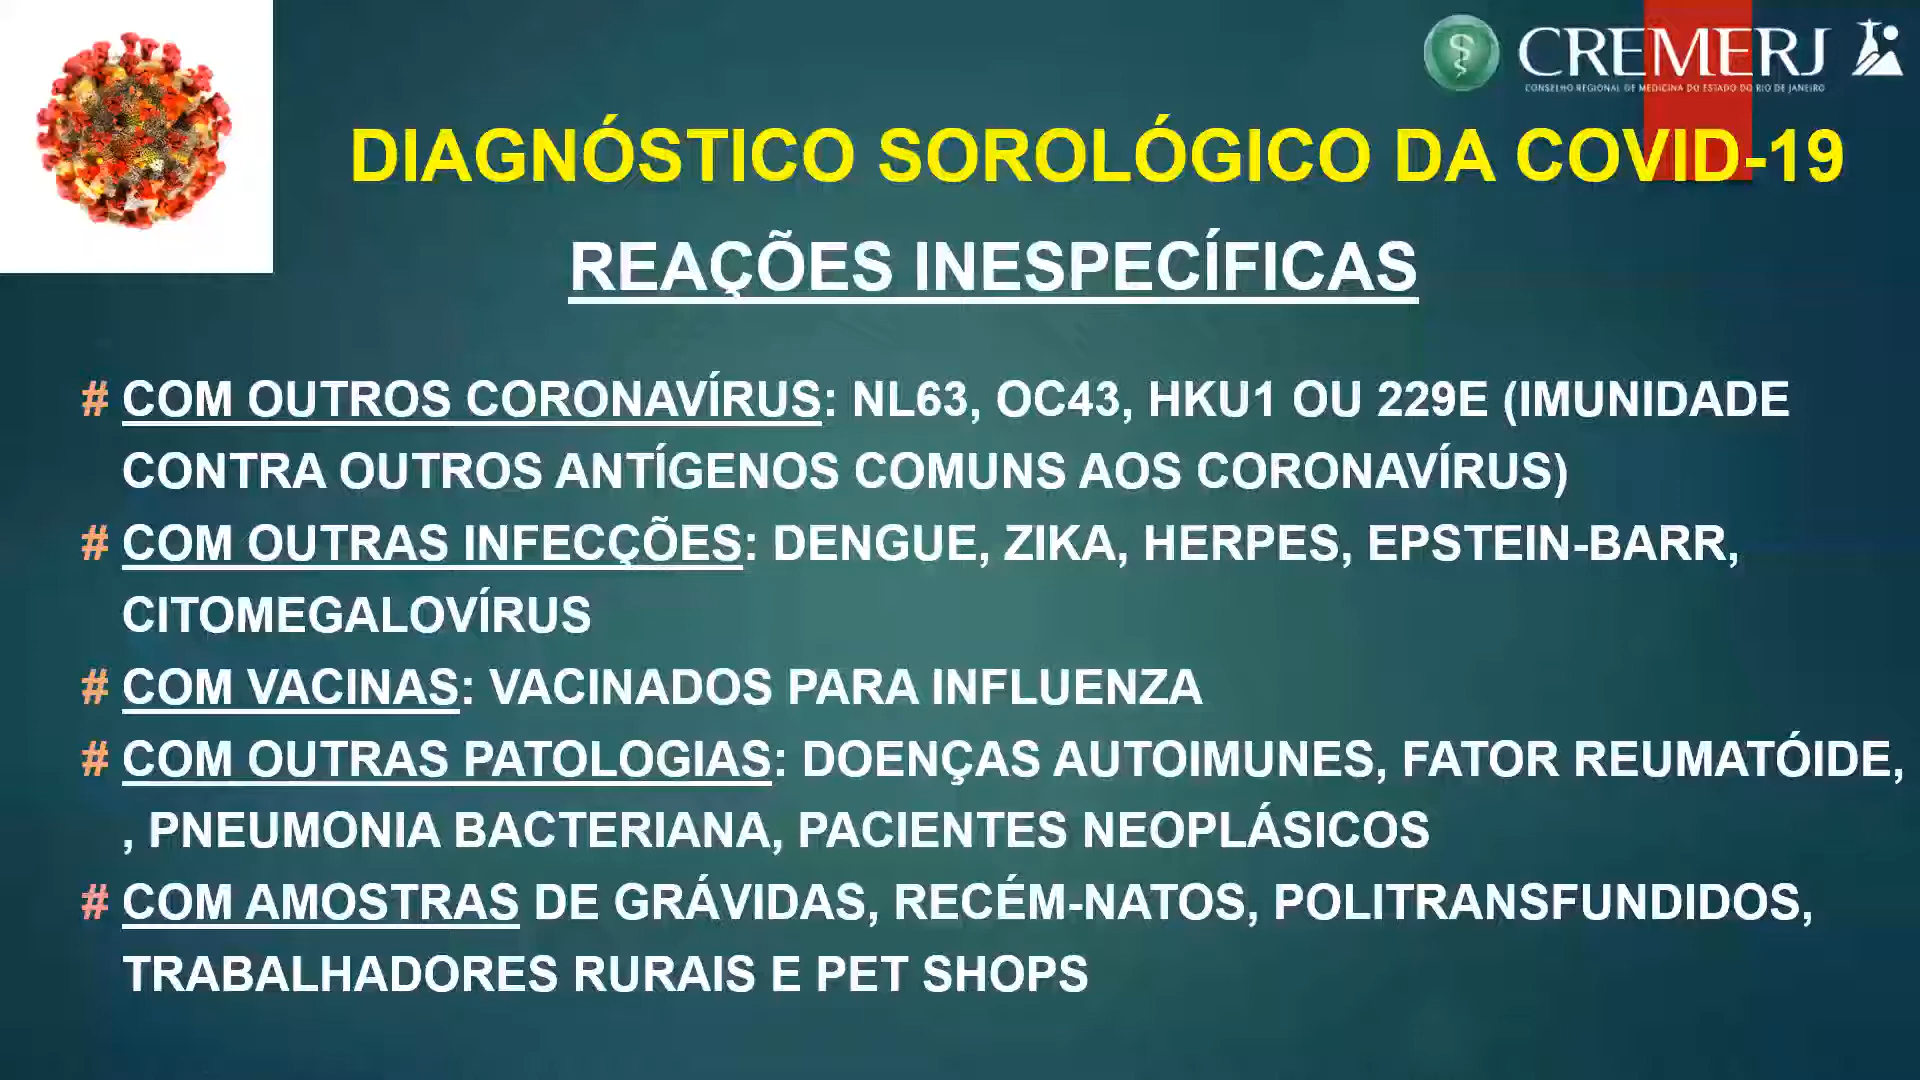 CREMERJ
CONSELHO REGIONAL DE MEDICINA DO ESTADO DO RIO DE JANEIRO
DIAGNÓSTICO SOROLÓGICO DA COVID-19
REAÇÕES INESPECÍFICAS
# COM OUTROS CORONAVÍRUS: NL63, OC43, HKU1 OU 229E (IMUNIDADE
CONTRA OUTROS ANTÍGENOS COMUNS AOS CORONAVÍRUS)
# COM OUTRAS INFECÇÕES: DENGUE, ZIKA, HERPES, EPSTEIN-BARR,
CITOMEGALOVÍRUS
# COM VACINAS: VACINADOS PARA INFLUENZA
# COM OUTRAS PATOLOGIAS: DOENÇAS AUTOIMUNES, FATOR REUMATÓIDE,
, PNEUMONIA BACTERIANA, PACIENTES NEOPLÁSICOS
# COM AMOSTRAS DE GRÁVIDAS, RECÉM-NATOS, POLITRANSFUNDIDOS,
TRABALHADORES RURAIS E PET SHOPS